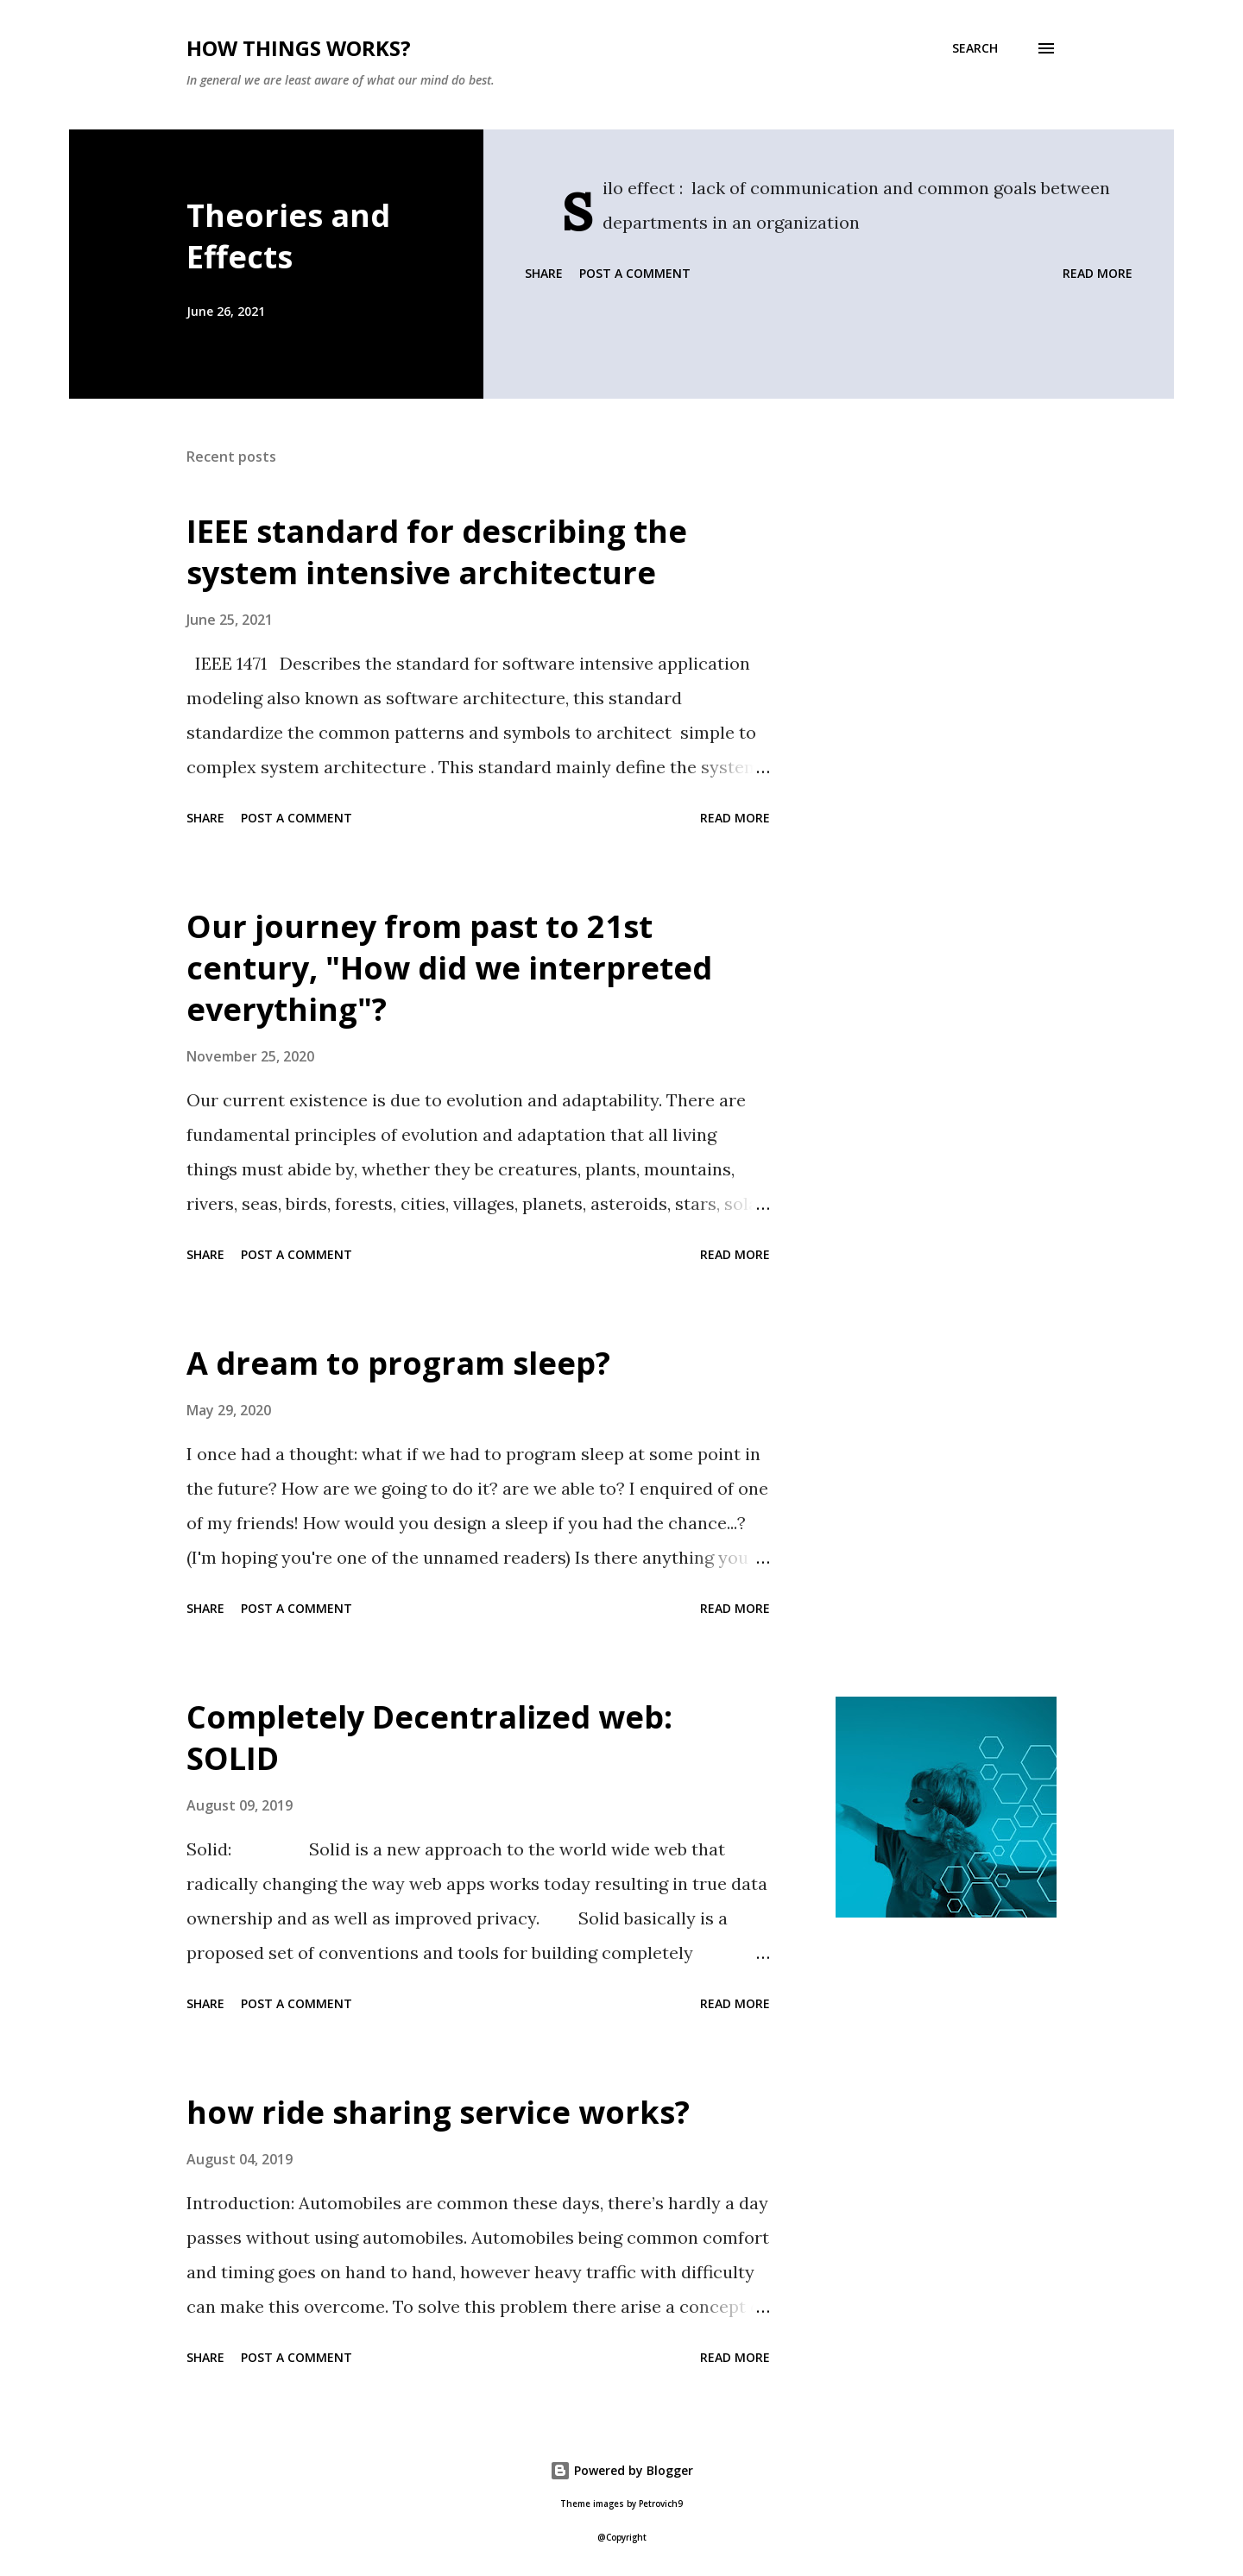 HOW THINGS WORKS?
SEARCH
In general we are least aware of what our mind do best.
Theories and
Effects
June 26, 2021
Silo effect : lack of communication and common goals between
departments in an organization
SHARE POST A COMMENT READ MORE
Recent posts
IEEE standard for describing the
system intensive architecture
June 25, 2021
IEEE 1471 Describes the standard for software intensive application
modeling also known as software architecture, this standard
standardize the common patterns and symbols to architect simple to
complex system architecture . This standard mainly define the system …
SHARE POST A COMMENT READ MORE
Our journey from past to 21st
century, "How did we interpreted
everything"?
November 25, 2020
Our current existence is due to evolution and adaptability. There are
fundamental principles of evolution and adaptation that all living
things must abide by, whether they be creatures, plants, mountains,
rivers, seas, birds, forests, cities, villages, planets, asteroids, stars, …
SHARE POST A COMMENT READ MORE
A dream to program sleep?
May 29, 2020
I once had a thought: what if we had to program sleep at some point in
the future? How are we going to do it? are we able to? I enquired of one
of my friends! How would you design a sleep if you had the chance...?
(I'm hoping you're one of the unnamed readers) Is there anything you …
SHARE POST A COMMENT READ MORE
Completely Decentralized web:
SOLID
August 09, 2019
Solid: Solid is a new approach to the world wide web that
radically changing the way web apps works today resulting in true data
ownership and as well as improved privacy. Solid basically is a
proposed set of conventions and tools for building completely …
SHARE POST A COMMENT READ MORE
how ride sharing service works?
August 04, 2019
Introduction: Automobiles are common these days, there’s hardly a day
passes without using automobiles. Automobiles being common comfort
and timing goes on hand to hand, however heavy traffic with difficulty
can make this overcome. To solve this problem there arise a concept …
SHARE POST A COMMENT READ MORE
Powered by Blogger
Theme images by Petrovich9
@Copyright